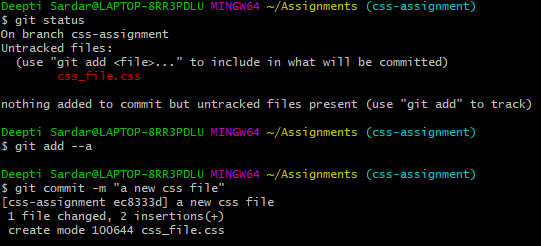 Deepti Sardar@LAPTOP-8RR3PDLU MINGW64 ~/Assignments (css-assignment)
$ git status
On branch css-assignment
Untracked files:
  (use "git add <file>..." to include in what will be committed)
        css_file.css

nothing added to commit but untracked files present (use "git add" to track)

Deepti Sardar@LAPTOP-8RR3PDLU MINGW64 ~/Assignments (css-assignment)
$ git add --a

Deepti Sardar@LAPTOP-8RR3PDLU MINGW64 ~/Assignments (css-assignment)
$ git commit -m "a new css file"
[css-assignment ec8333d] a new css file
 1 file changed, 2 insertions(+)
 create mode 100644 css_file.css